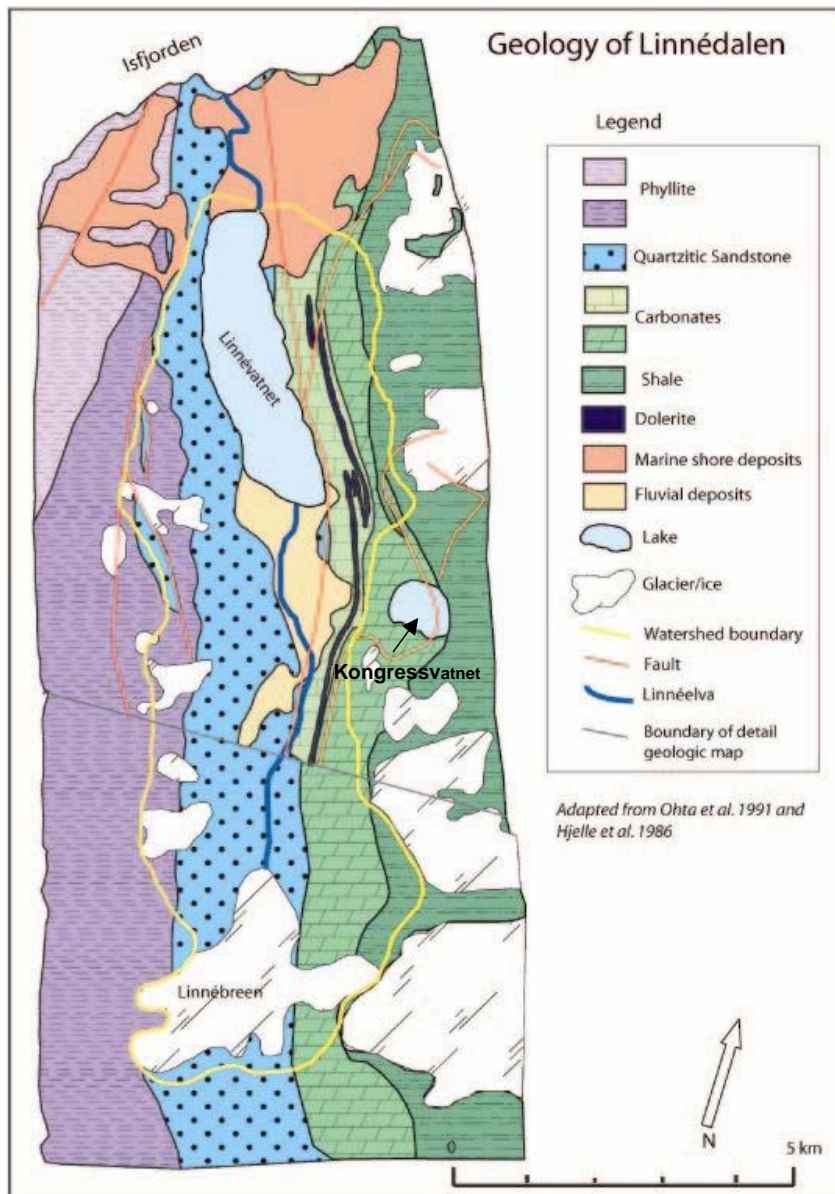 Geology of Linnédalen
Isfjorden
Legend
Phyllite
Quartzitic Sandstone
Carbonates
Shale
Dolerite
Marine shore deposits
Fluvial deposits
Lake
Glacier/ice
Watershed boundary
Fault
Linnéelva
Boundary of detail
geologic map
Linnévatnet
Kongressvatnet
Adapted from Ohta et al. 1991 and
Hjelle et al. 1986
Linnébreen
N
0
5 km